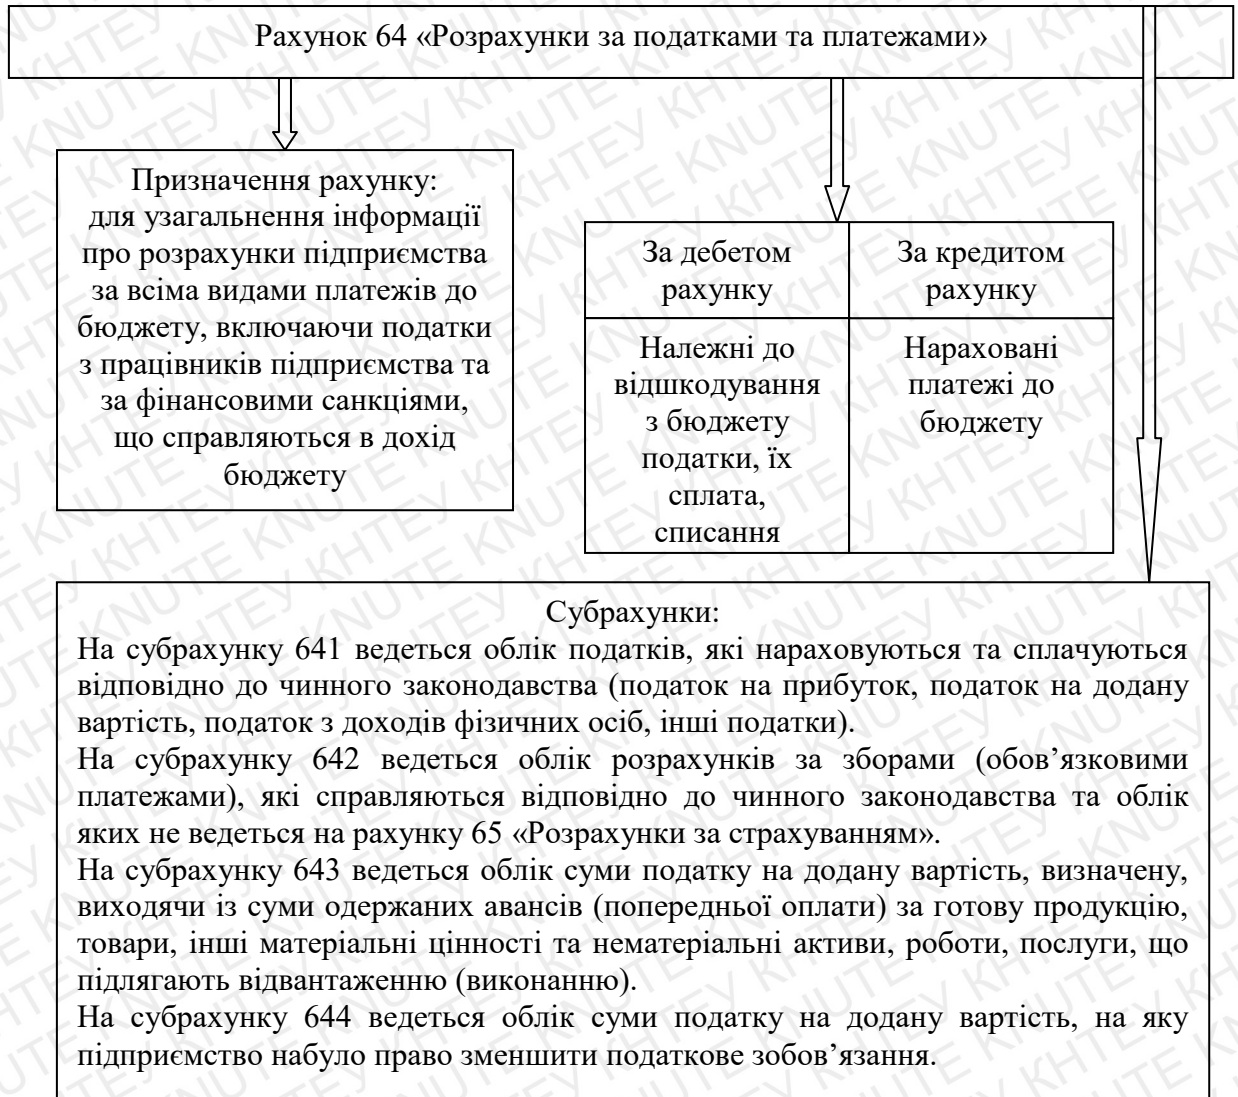 Рахунок 64 «Розрахунки за податками та платежами»
Призначення рахунку:
для узагальнення інформації
про розрахунки підприємства
за всіма видами платежів до
бюджету, включаючи податки
з працівників підприємства та
за фінансовими санкціями,
що справляються в дохід
бюджету
За дебетом
рахунку
За кредитом
рахунку
Належні до
відшкодування
з бюджету
податки, їх
сплата,
списання
Нараховані
платежі до
бюджету
Субрахунки:
На субрахунку 641 ведеться облік податків, які нараховуються та сплачуються
відповідно до чинного законодавства (податок на прибуток, податок на додану
вартість, податок з доходів фізичних осіб, інші податки).
На субрахунку 642 ведеться облік розрахунків за зборами (обов’язковими
платежами), які справляються відповідно до чинного законодавства та облік
яких не ведеться на рахунку 65 «Розрахунки за страхуванням».
На субрахунку 643 ведеться облік суми податку на додану вартість, визначену,
виходячи із суми одержаних авансів (попередньої оплати) за готову продукцію,
товари, інші матеріальні цінності та нематеріальні активи, роботи, послуги, що
підлягають відвантаженню (виконанню).
На субрахунку 644 ведеться облік суми податку на додану вартість, на яку
підприємство набуло право зменшити податкове зобов’язання.